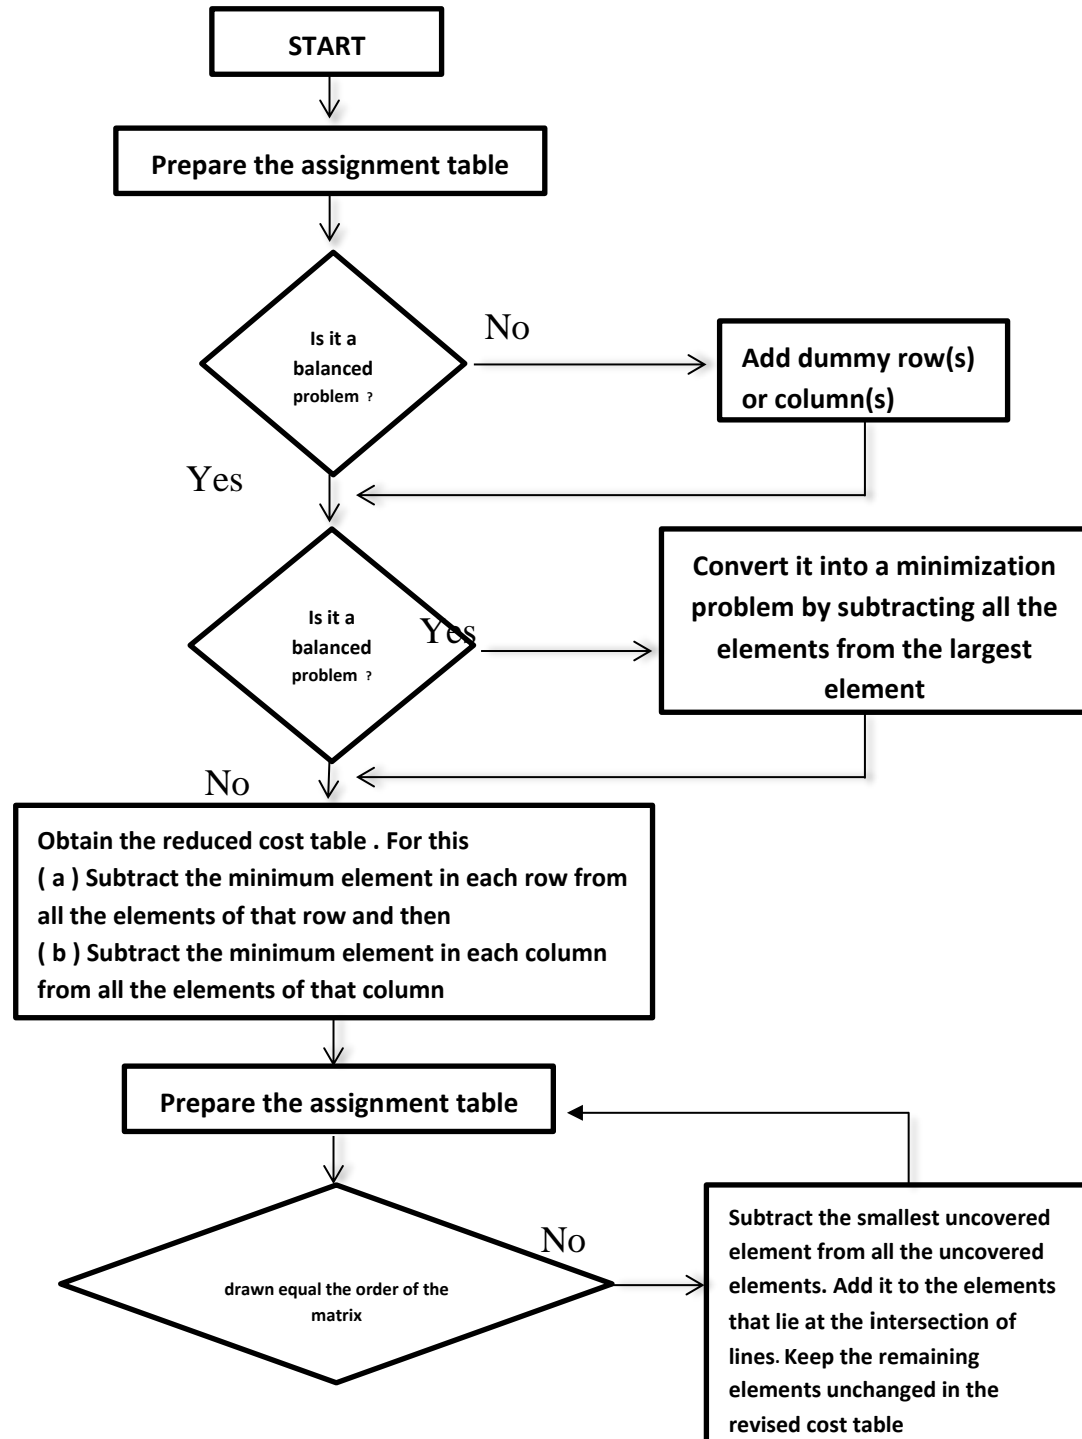 START
Prepare the assignment table
Is it a
balanced
problem ?
No
Add dummy row(s)
or column(s)
Yes
Is it a
balanced
problem ?
Yes
Convert it into a minimization
problem by subtracting all the
elements from the largest
element
No
Obtain the reduced cost table . For this
( a ) Subtract the minimum element in each row from
all the elements of that row and then
( b ) Subtract the minimum element in each column
from all the elements of that column
Prepare the assignment table
drawn equal the order of the
matrix
No
Subtract the smallest uncovered
element from all the uncovered
elements. Add it to the elements
that lie at the intersection of
lines. Keep the remaining
elements unchanged in the
revised cost table